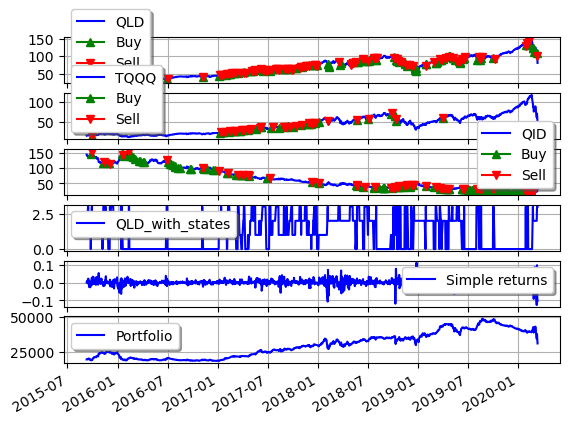 QLD
Buy
Sell
150
100
50
TQQQ
Buy
Sell
100
50
QID
Buy
Sell
150
100
50
QLD_with_states
2.5
0.0
Simple returns
0.1
0.0
−0.1
Portfolio
50000
25000
2015-07
2016-01
2016-07
2017-01
2017-07
2018-01
2018-07
2019-01
2019-07
2020-01